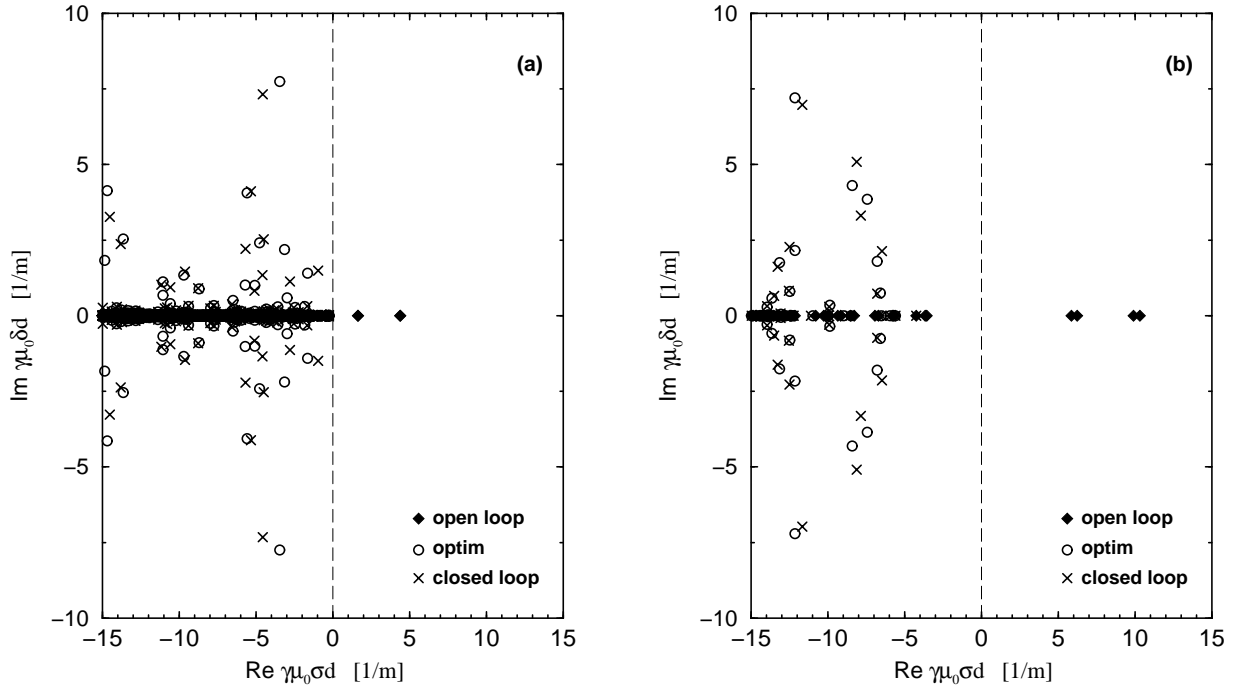 10
5
0
−5
−10
−15
−10
−5
0
5
10
15
Im γμ₀δd [1/m]
Re γμ₀σd [1/m]
(a)
open loop
optim
closed loop
10
5
0
−5
−10
−15
−10
−5
0
5
10
15
Im γμ₀δd [1/m]
Re γμ₀σd [1/m]
(b)
open loop
optim
closed loop